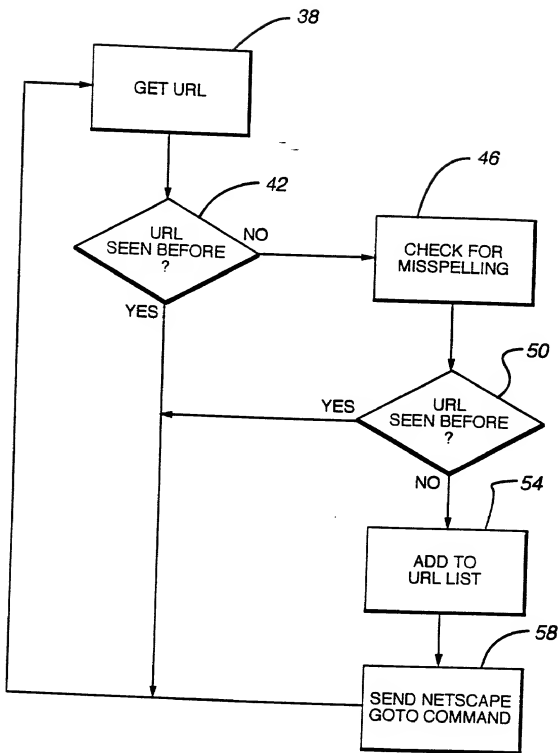 38
GET URL
42
URL
SEEN BEFORE
?
NO
YES
46
CHECK FOR
MISSPELLING
50
YES
URL
SEEN BEFORE
?
NO
54
ADD TO
URL LIST
58
SEND NETSCAPE
GOTO COMMAND